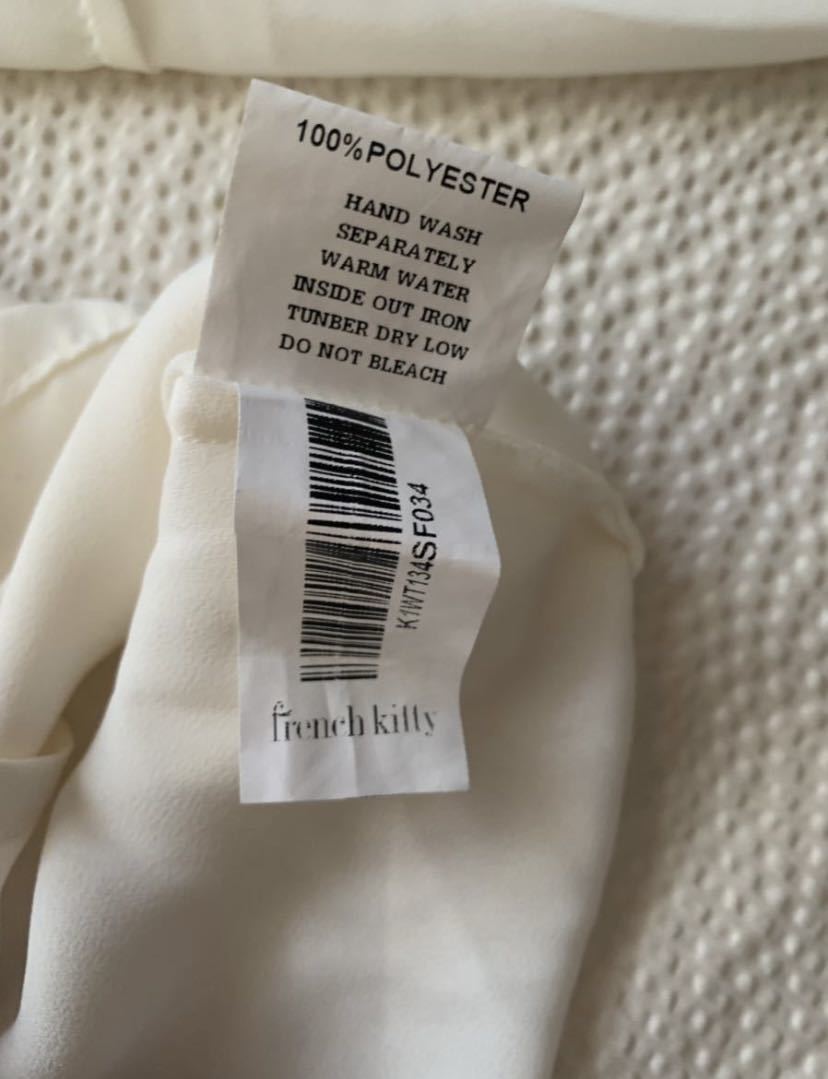 100%POLYESTER
HAND WASH
SEPARATELY
WARM WATER
INSIDE OUT IRON
TUNBER DRY LOW
DO NOT BLEACH
K1WT134SF034
french kitty